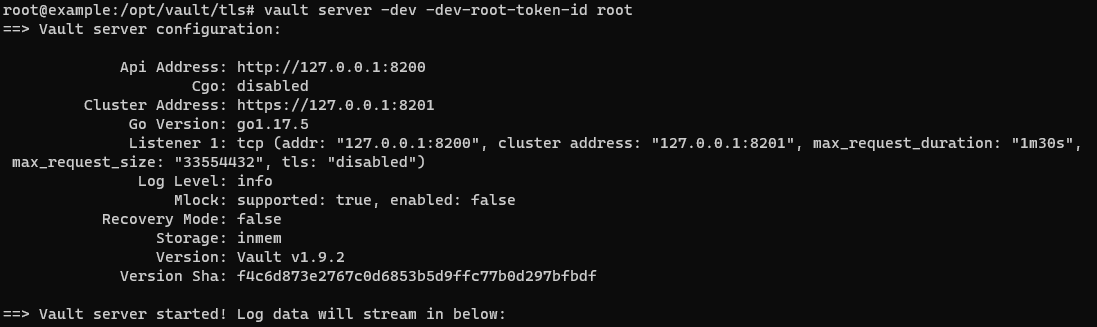 root@example:/opt/vault/tls# vault server -dev -dev-root-token-id root
==> Vault server configuration:
Api Address: http://127.0.0.1:8200
Cgo: disabled
Cluster Address: https://127.0.0.1:8201
Go Version: go1.17.5
Listener 1: tcp (addr: "127.0.0.1:8200", cluster address: "127.0.0.1:8201", max_request_duration: "1m30s",
max_request_size: "33554432", tls: "disabled")
Log Level: info
Mlock: supported: true, enabled: false
Recovery Mode: false
Storage: inmem
Version: Vault v1.9.2
Version Sha: f4c6d873e2767c0d6853b5d9ffc77b0d297bfbdf
==> Vault server started! Log data will stream in below: